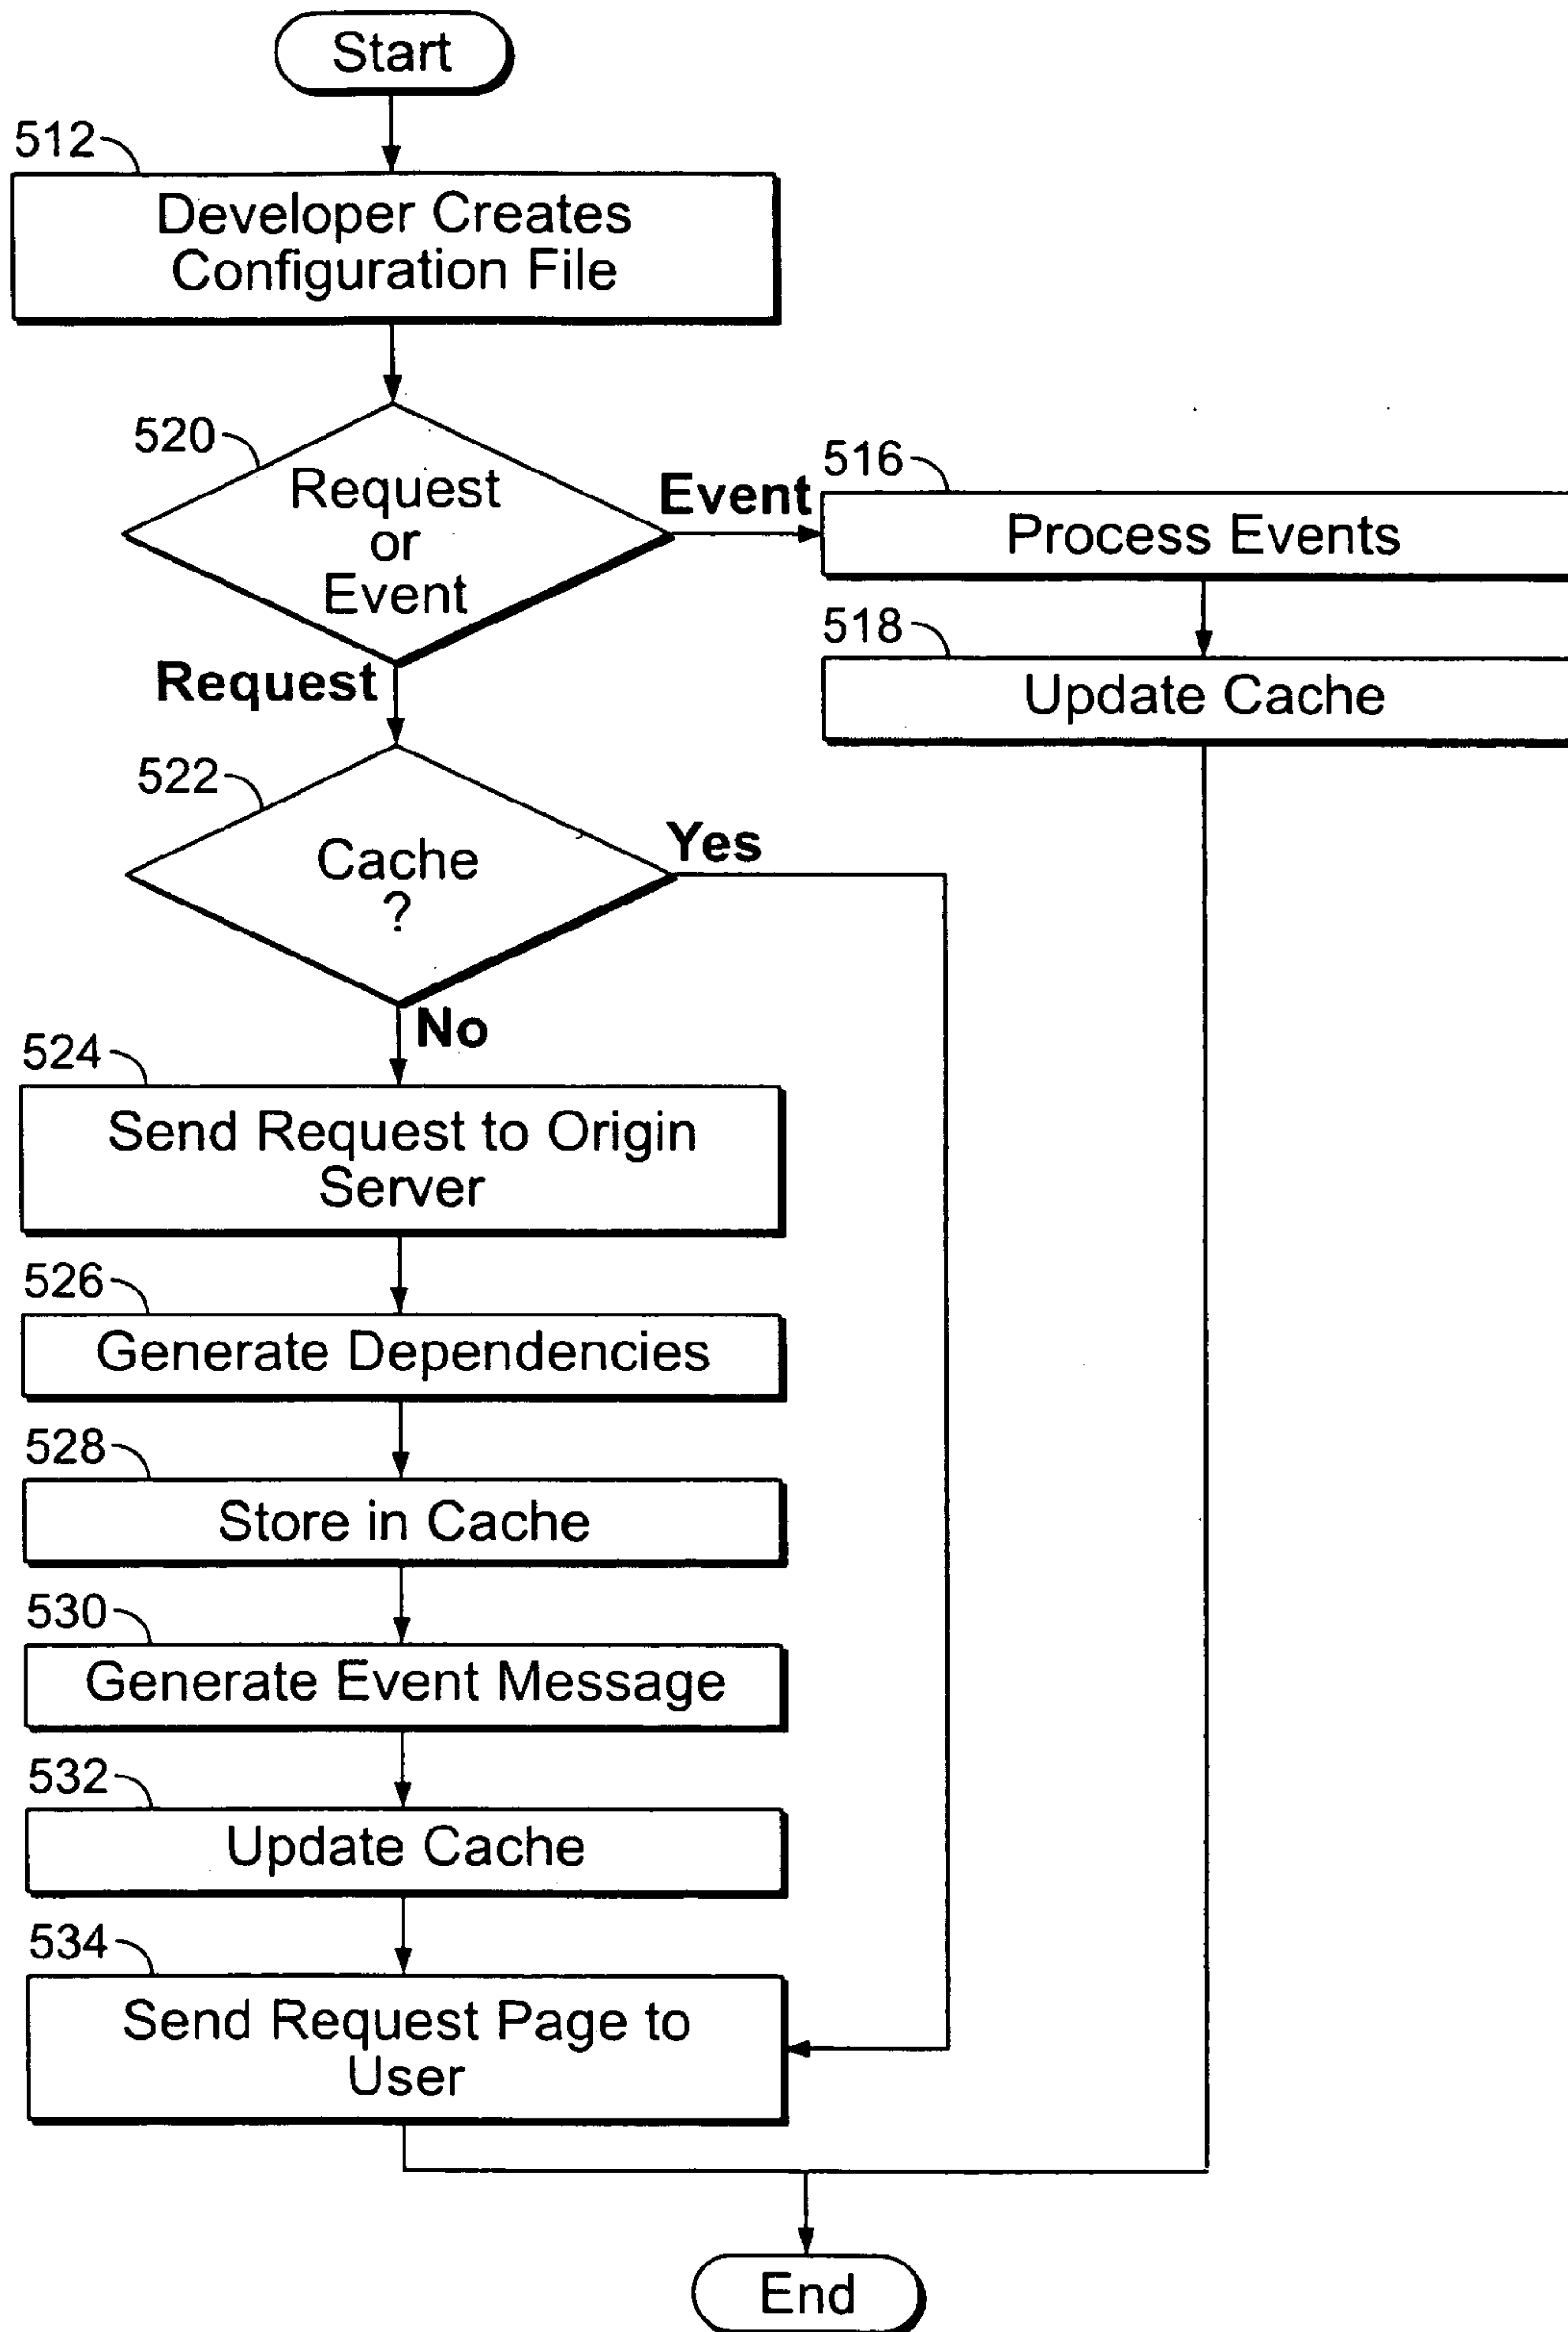 Start
512
Developer Creates
Configuration File
520
Request
or
Event
Event
516
Process Events
518
Update Cache
Request
522
Cache
?
Yes
No
524
Send Request to Origin
Server
526
Generate Dependencies
528
Store in Cache
530
Generate Event Message
532
Update Cache
534
Send Request Page to
User
End